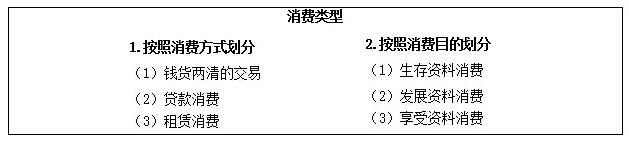 消费类型
1.按照消费方式划分
（1）钱货两清的交易
（2）贷款消费
（3）租赁消费
2.按照消费目的划分
（1）生存资料消费
（2）发展资料消费
（3）享受资料消费